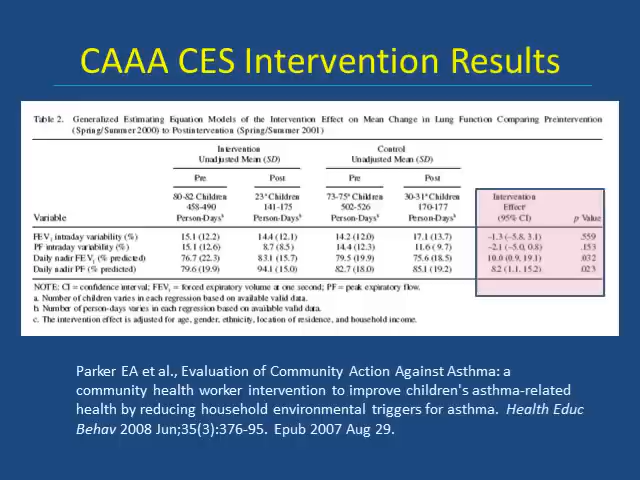 CAAA CES Intervention Results
Table 2. Generalized Estimating Equation Models of the Intervention Effect on Mean Change in Lung Function Comparing Preintervention
(Spring/Summer 2000) to Postintervention (Spring/Summer 2001)
Intervention Control
Unadjusted Mean (SD) Unadjusted Mean (SD)
Pre Post Pre Post
80-82 Children 23ᵃ Children 73-75ᵃ Children 30-31ᵃ Children Intervention
458-490 141-175 502-526 170-177 Effectᶜ
Variable Person-Daysᵇ Person-Daysᵇ Person-Daysᵇ Person-Daysᵇ (95% CI) p Value
FEV₁ intraday variability (%) 15.1 (12.2) 14.4 (12.1) 14.2 (12.0) 17.1 (13.7) –1.3 (–5.8, 3.1) .559
PF intraday variability (%) 15.1 (12.6) 8.7 (8.5) 14.4 (12.3) 11.6 (9.7) –2.1 (–5.0, 0.8) .153
Daily nadir FEV₁ (% predicted) 76.7 (22.3) 83.1 (15.7) 79.5 (19.9) 75.6 (18.5) 10.0 (0.9, 19.1) .032
Daily nadir PF (% predicted) 79.6 (19.9) 94.1 (15.0) 82.7 (18.0) 85.1 (19.2) 8.2 (1.1, 15.2) .023
NOTE: CI = confidence interval; FEV₁ = forced expiratory volume at one second; PF = peak expiratory flow.
a. Number of children varies in each regression based on available valid data.
b. Number of person-days varies in each regression based on available valid data.
c. The intervention effect is adjusted for age, gender, ethnicity, location of residence, and household income.
Parker EA et al., Evaluation of Community Action Against Asthma: a
community health worker intervention to improve children's asthma-related
health by reducing household environmental triggers for asthma. Health Educ
Behav 2008 Jun;35(3):376-95. Epub 2007 Aug 29.